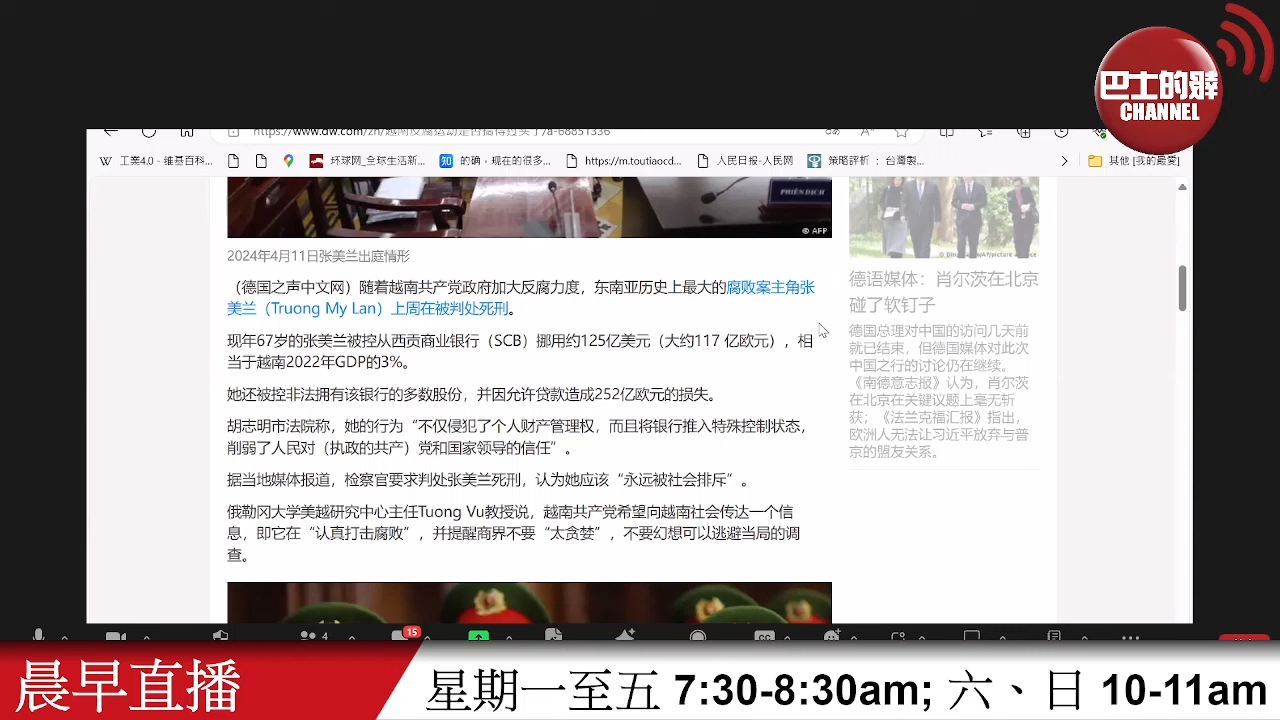 巴士的報
CHANNEL
https://www.dw.com/zh/越南反腐运动是否搞得过头了/a-68851336
工業4.0 - 维基百科...
环球网_全球生活新...
的确，现在的很多...
https://m.toutiaocd...
人民日报-人民网
策略評析 ： 台灣製...
其他 [我的最愛]
PHIÊN DỊCH
© AFP
2024年4月11日张美兰出庭情形
（德国之声中文网）随着越南共产党政府加大反腐力度，东南亚历史上最大的腐败案主角张
美兰（Truong My Lan）上周在被判处死刑。
现年67岁的张美兰被控从西贡商业银行（SCB）挪用约125亿美元（大约117 亿欧元），相
当于越南2022年GDP的3%。
她还被控非法拥有该银行的多数股份，并因允许贷款造成252亿欧元的损失。
胡志明市法院称，她的行为“不仅侵犯了个人财产管理权，而且将银行推入特殊控制状态，
削弱了人民对（执政的共产）党和国家领导的信任”。
据当地媒体报道，检察官要求判处张美兰死刑，认为她应该“永远被社会排斥”。
俄勒冈大学美越研究中心主任Tuong Vu教授说，越南共产党希望向越南社会传达一个信
息，即它在“认真打击腐败”，并提醒商界不要“太贪婪”，不要幻想可以逃避当局的调
查。
德语媒体：肖尔茨在北京
碰了软钉子
德国总理对中国的访问几天前
就已结束，但德国媒体对此次
中国之行的讨论仍在继续。
《南德意志报》认为，肖尔茨
在北京在关键议题上毫无斩
获；《法兰克福汇报》指出，
欧洲人无法让习近平放弃与普
京的盟友关系。
4
15
晨早直播
星期一至五 7:30-8:30am; 六、日 10-11am